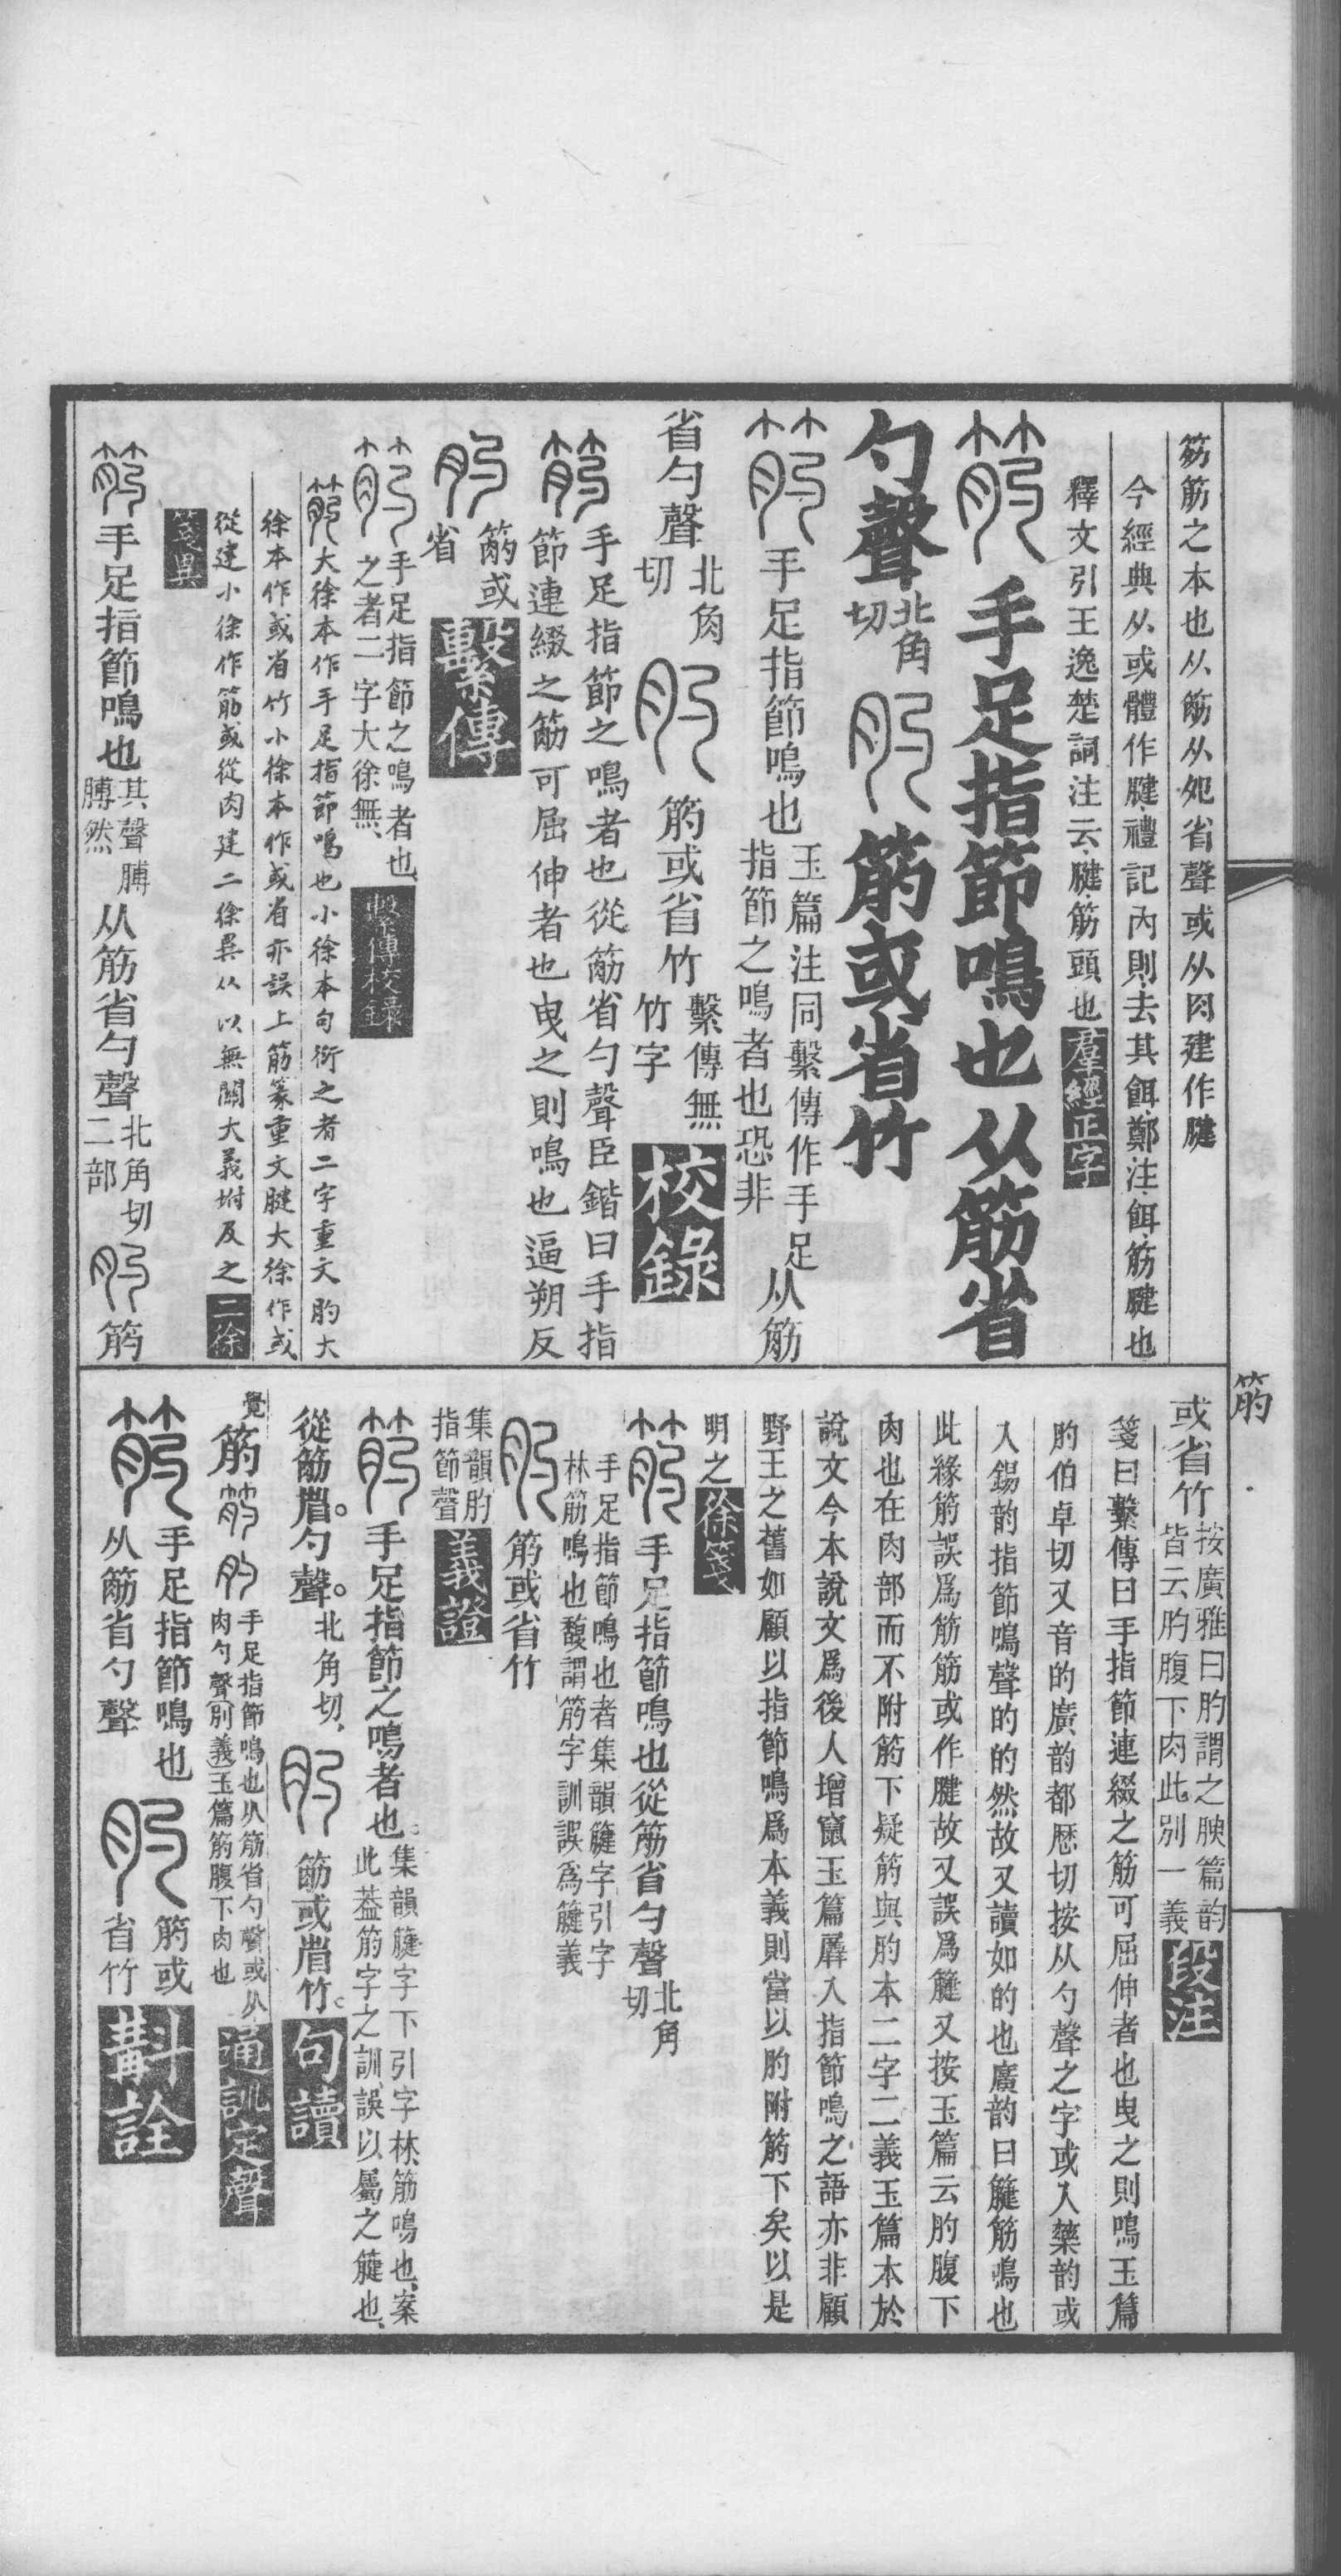 筋筋之本也从筋从夗省聲或从肉建作腱
今經典从或體作腱禮記內則去其餌鄭注餌筋腱也
釋文引王逸楚詞注云腱筋頭也羣經正字
手足指節鳴也从筋省
勺聲北角切筋或省竹
手足指節鳴也玉篇注同繫傳作手足指節之鳴者也恐非从筋
省勺聲北角切筋或省竹繫傳無竹字校錄
手足指節之鳴者也從筋省勺聲臣鍇曰手指
節連綴之筋可屈伸者也曳之則鳴也逼朔反
筋或省繫傳
手足指節之鳴者也之者二字大徐無繫傳校錄
大徐本作手足指節鳴也小徐本句衍之者二字重文肑大
徐本作或省竹小徐本作或省亦誤上筋篆重文腱大徐作或
從建小徐作筋或從肉建二徐異从以無關大義坿及之二徐
箋異
手足指節鳴也其聲膊膊然从筋省勺聲北角切二部筋
筋
或省竹按廣雅曰肑謂之腴篇韵皆云肑腹下肉此別一義段注
箋曰繫傳曰手指節連綴之筋可屈伸者也曳之則鳴玉篇
肑伯卓切又音的廣韵都歷切按从勺聲之字或入藥韵或
入錫韵指節鳴聲的的然故又讀如的也廣韵曰腱筋鳴也
此緣筋誤爲筋筋或作腱故又誤爲腱又按玉篇云肑腹下
肉也在肉部而不附筋下疑筋與肑本二字二義玉篇本於
說文今本說文爲後人增竄玉篇羼入指節鳴之語亦非顧
野王之舊如顧以指節鳴爲本義則當以肑附筋下矣以是
明之徐箋
手足指節鳴也從筋省勺聲北角切
手足指節鳴也者集韻腱字引字林筋鳴也馥謂筋字訓誤爲腱義
筋或省竹
集韻肑指節聲義證
手足指節之鳴者也集韻腱字下引字林筋鳴也案此葢筋字之訓誤以屬之腱也
從筋省勺聲北角切筋或省竹句讀
覺筋手足指節鳴也从筋省勺聲或从肉勺聲別義玉篇筋腹下肉也通訓定聲
手足指節鳴也从筋省勺聲筋或省竹斠詮